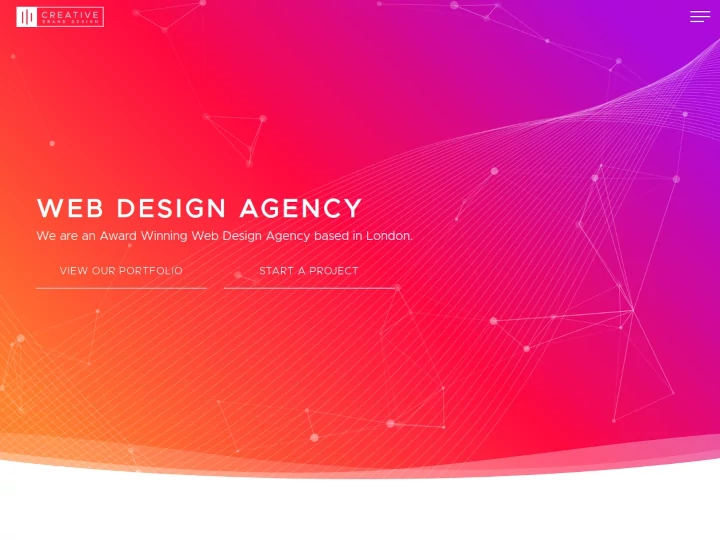 CREATIVE
BRAND DESIGN
WEB DESIGN AGENCY
We are an Award Winning Web Design Agency based in London.
VIEW OUR PORTFOLIO
START A PROJECT